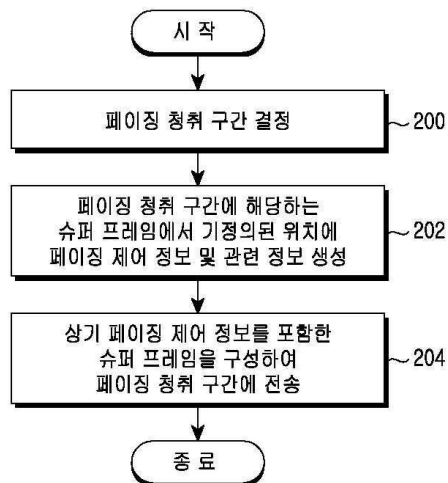 시 작
페이징 청취 구간 결정
200
페이징 청취 구간에 해당하는
슈퍼 프레임에서 기정의된 위치에
페이징 제어 정보 및 관련 정보 생성
202
상기 페이징 제어 정보를 포함한
슈퍼 프레임을 구성하여
페이징 청취 구간에 전송
204
종 료